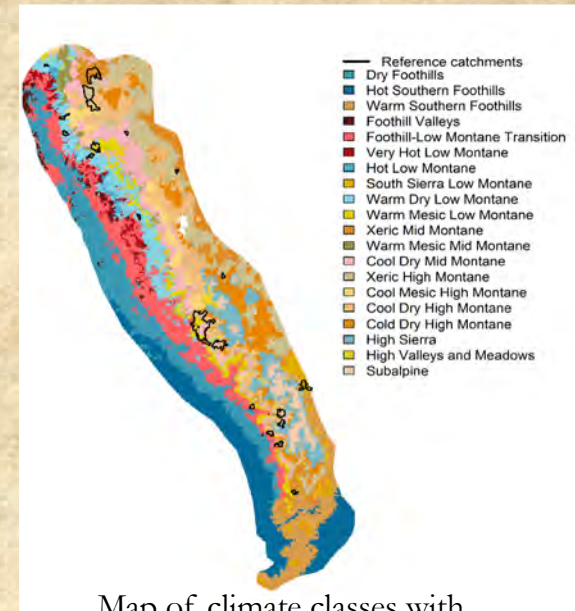 Reference catchments
Dry Foothills
Hot Southern Foothills
Warm Southern Foothills
Foothill Valleys
Foothill-Low Montane Transition
Very Hot Low Montane
Hot Low Montane
South Sierra Low Montane
Warm Dry Low Montane
Warm Mesic Low Montane
Xeric Mid Montane
Warm Mesic Mid Montane
Cool Dry Mid Montane
Xeric High Montane
Cool Mesic High Montane
Cool Dry High Montane
Cold Dry High Montane
High Sierra
High Valleys and Meadows
Subalpine
Map of climate classes with